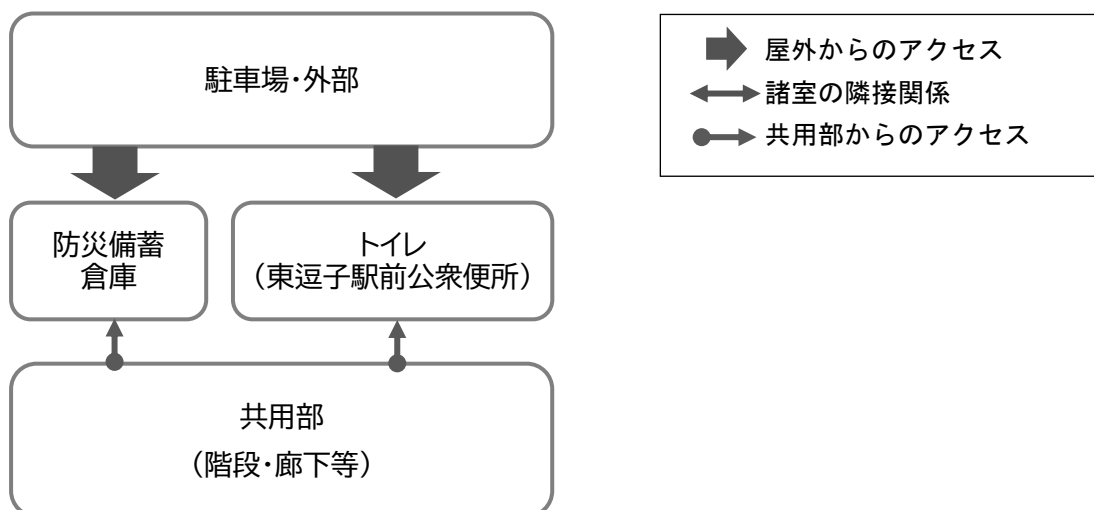 駐車場・外部
屋外からのアクセス
諸室の隣接関係
共用部からのアクセス
防災備蓄
倉庫
トイレ
（東逗子駅前公衆便所）
共用部
（階段・廊下等）